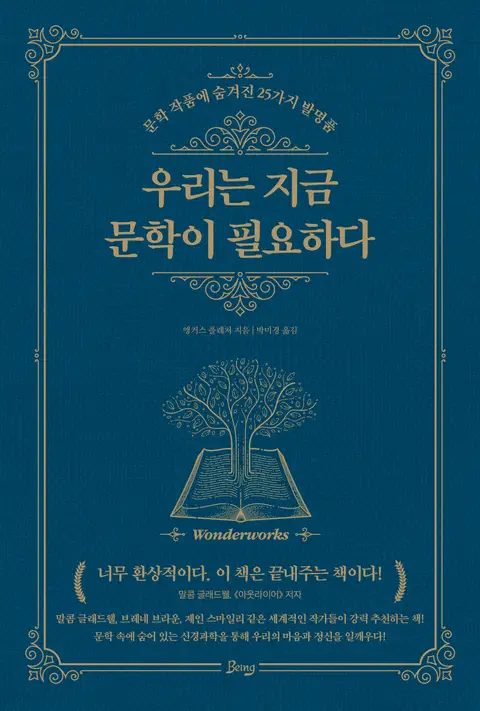 문학 작품에 숨겨진 25가지 발명품
우리는 지금
문학이 필요하다
앵거스 플레처 지음 | 박미경 옮김
Wonderworks
너무 환상적이다. 이 책은 끝내주는 책이다!
말콤 글래드웰, 《아웃라이어》 저자
말콤 글래드웰, 브레네 브라운, 제인 스마일리 같은 세계적인 작가들이 강력 추천하는 책!
문학 속에 숨어 있는 신경과학을 통해 우리의 마음과 정신을 일깨우다!
Being